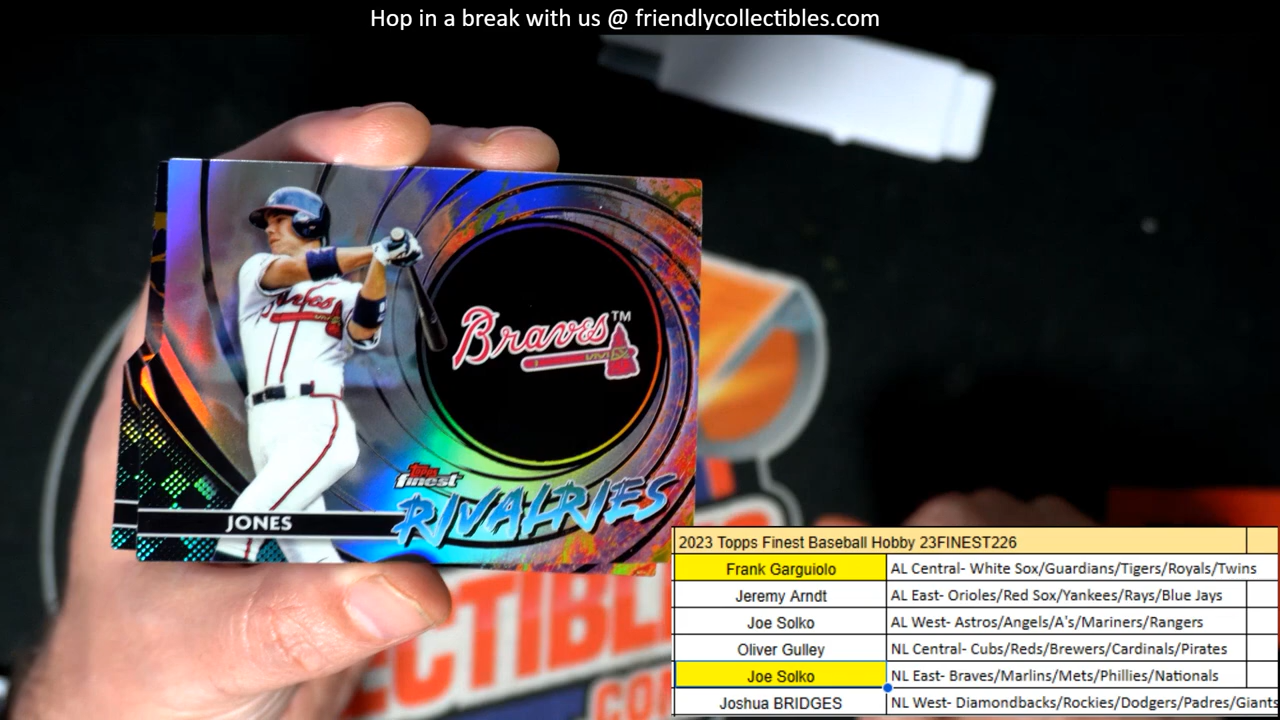 Hop in a break with us @ friendlycollectibles.com
Braves
Braves™
Topps
finest
RIVALRIES
JONES
2023 Topps Finest Baseball Hobby 23FINEST226
Frank Garguiolo AL Central- White Sox/Guardians/Tigers/Royals/Twins
Jeremy Arndt AL East- Orioles/Red Sox/Yankees/Rays/Blue Jays
Joe Solko AL West- Astros/Angels/A's/Mariners/Rangers
Oliver Gulley NL Central- Cubs/Reds/Brewers/Cardinals/Pirates
Joe Solko NL East- Braves/Marlins/Mets/Phillies/Nationals
Joshua BRIDGES NL West- Diamondbacks/Rockies/Dodgers/Padres/Giants